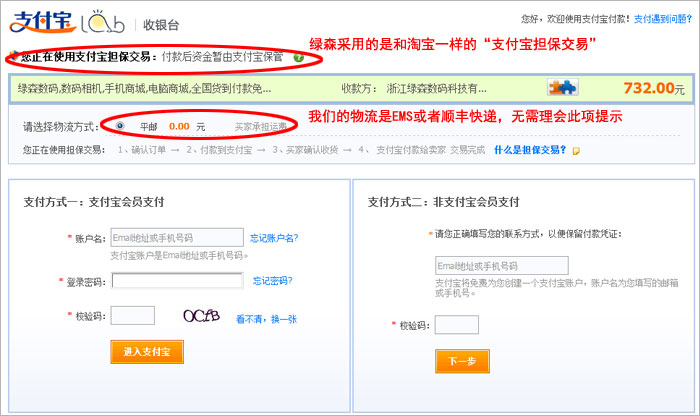 支付宝 Lab 收银台
您好，欢迎使用支付宝付款！支付遇到问题?
绿森采用的是和淘宝一样的“支付宝担保交易”
您正在使用支付宝担保交易：付款后资金暂由支付宝保管 ?
绿森数码,数码相机,手机商城,电脑商城,全国货到付款免... 收款方： 浙江绿森数码科技有... 732.00元
我们的物流是EMS或者顺丰快递，无需理会此项提示
请选择物流方式： 平邮 0.00 元 买家承担运费
您正在使用担保交易： 1、确认订单 → 2、付款到支付宝 → 3、买家确认收货 → 4、 支付宝付款给卖家 交易完成 什么是担保交易?
支付方式一：支付宝会员支付
* 账户名： Email地址或手机号码 忘记账户名?
支付宝账户是Email地址或手机号码。
* 登录密码： 忘记密码?
* 校验码： OCfB 看不清，换一张
进入支付宝
支付方式二：非支付宝会员支付
*请您正确填写您的联系方式，以便保留付款凭证：
Email地址或手机号码
支付宝将免费为您创建一个支付宝账户，账户名为您填写的邮箱
或手机号。
* 校验码：
下一步